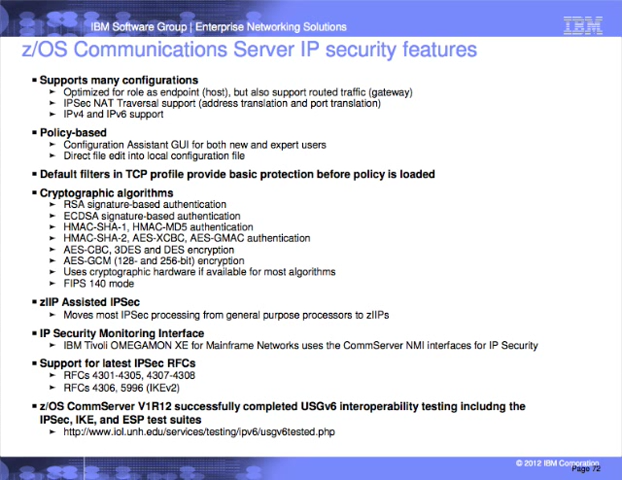 IBM Software Group | Enterprise Networking Solutions
IBM
z/OS Communications Server IP security features
▪ Supports many configurations
► Optimized for role as endpoint (host), but also support routed traffic (gateway)
► IPSec NAT Traversal support (address translation and port translation)
► IPv4 and IPv6 support
▪ Policy-based
► Configuration Assistant GUI for both new and expert users
► Direct file edit into local configuration file
▪ Default filters in TCP profile provide basic protection before policy is loaded
▪ Cryptographic algorithms
► RSA signature-based authentication
► ECDSA signature-based authentication
► HMAC-SHA-1, HMAC-MD5 authentication
► HMAC-SHA-2, AES-XCBC, AES-GMAC authentication
► AES-CBC, 3DES and DES encryption
► AES-GCM (128- and 256-bit) encryption
► Uses cryptographic hardware if available for most algorithms
► FIPS 140 mode
▪ zIIP Assisted IPSec
► Moves most IPSec processing from general purpose processors to zIIPs
▪ IP Security Monitoring Interface
► IBM Tivoli OMEGAMON XE for Mainframe Networks uses the CommServer NMI interfaces for IP Security
▪ Support for latest IPSec RFCs
► RFCs 4301-4305, 4307-4308
► RFCs 4306, 5996 (IKEv2)
▪ z/OS CommServer V1R12 successfully completed USGv6 interoperability testing includng the
IPSec, IKE, and ESP test suites
► http://www.iol.unh.edu/services/testing/ipv6/usgv6tested.php
© 2012 IBM Corporation
Page 72